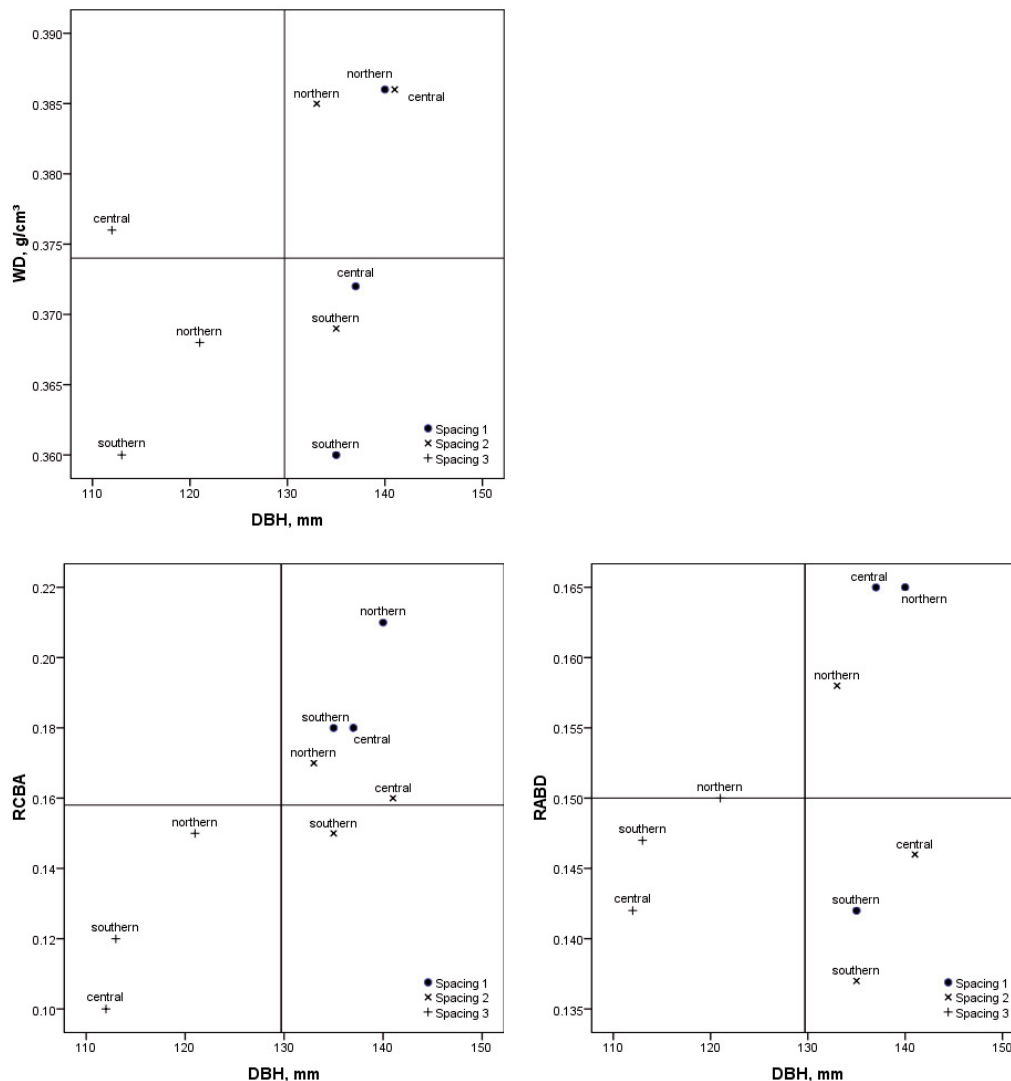 0.390
0.385
0.380
0.375
0.370
0.365
0.360
WD, g/cm³
northern
northern
central
central
central
southern
northern
southern
southern
Spacing 1
Spacing 2
Spacing 3
110 120 130 140 150
DBH, mm
0.22
0.20
0.18
0.16
0.14
0.12
0.10
RCBA
northern
southern
central
northern
central
northern
southern
southern
central
Spacing 1
Spacing 2
Spacing 3
110 120 130 140 150
DBH, mm
0.165
0.160
0.155
0.150
0.145
0.140
0.135
RABD
central
northern
northern
northern
southern
central
central
southern
southern
Spacing 1
Spacing 2
Spacing 3
110 120 130 140 150
DBH, mm